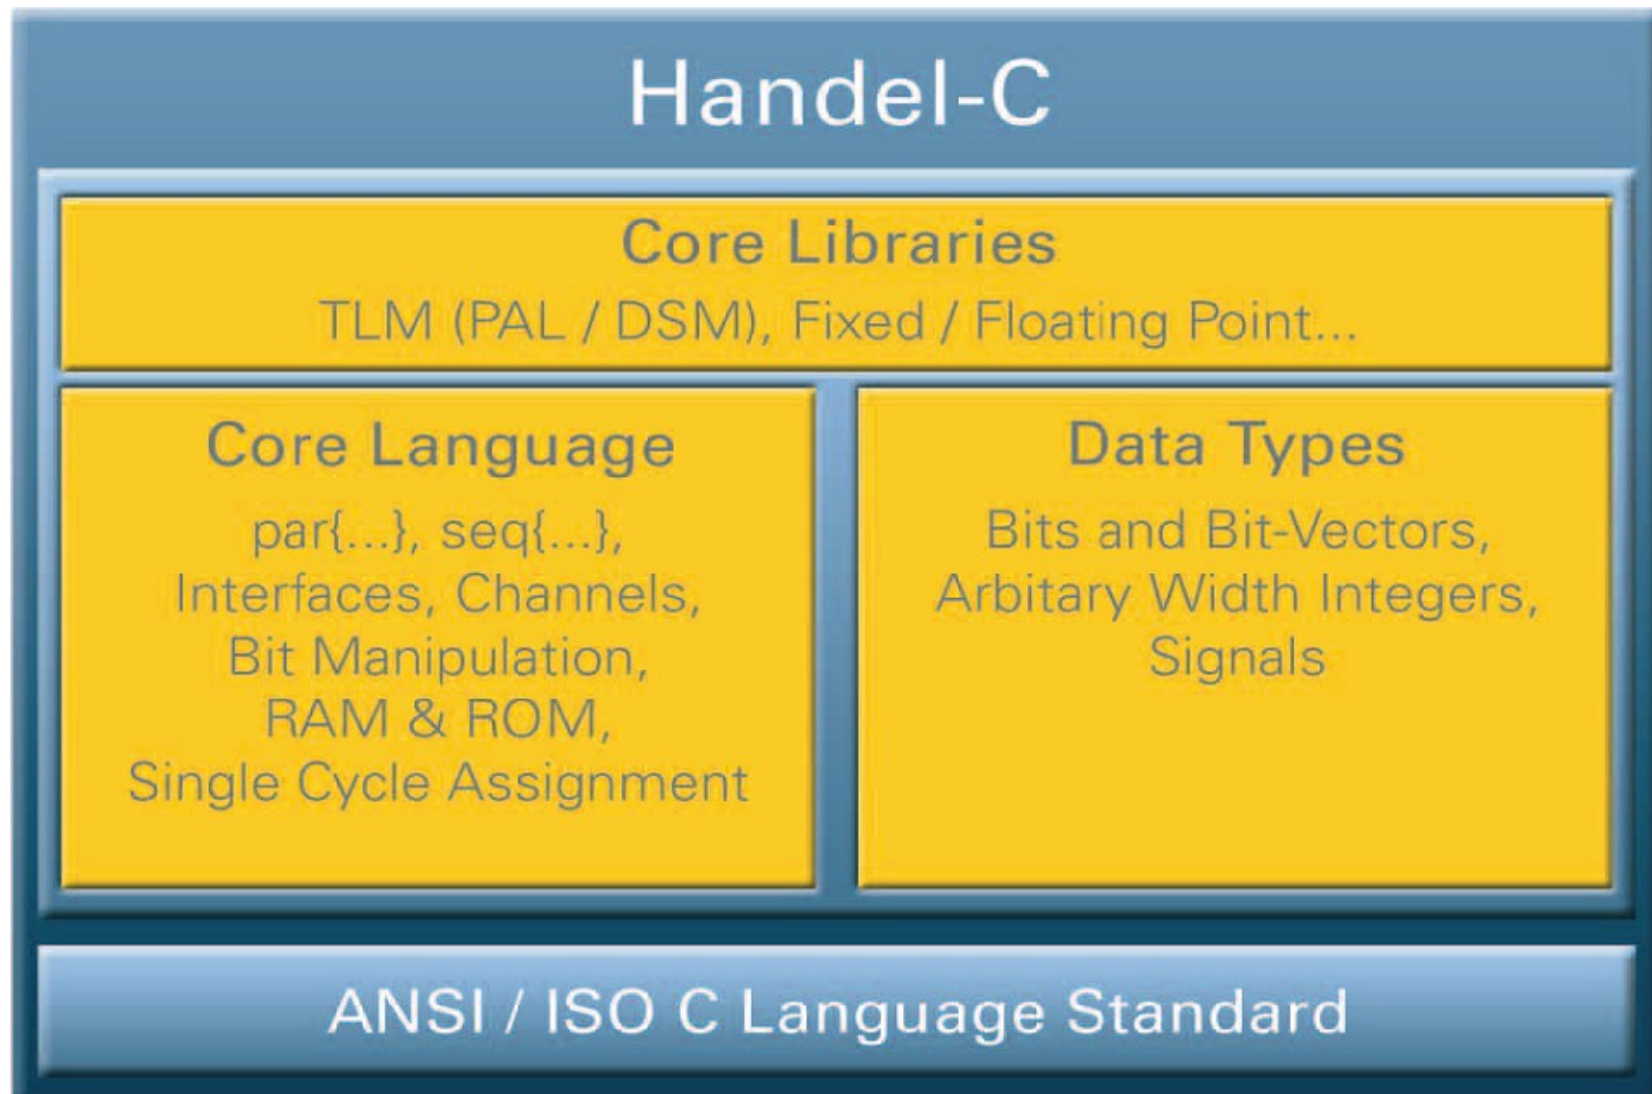 Handel-C
Core Libraries
TLM (PAL / DSM), Fixed / Floating Point...
Core Language
par{...}, seq{...},
Interfaces, Channels,
Bit Manipulation,
RAM & ROM,
Single Cycle Assignment
Data Types
Bits and Bit-Vectors,
Arbitary Width Integers,
Signals
ANSI / ISO C Language Standard